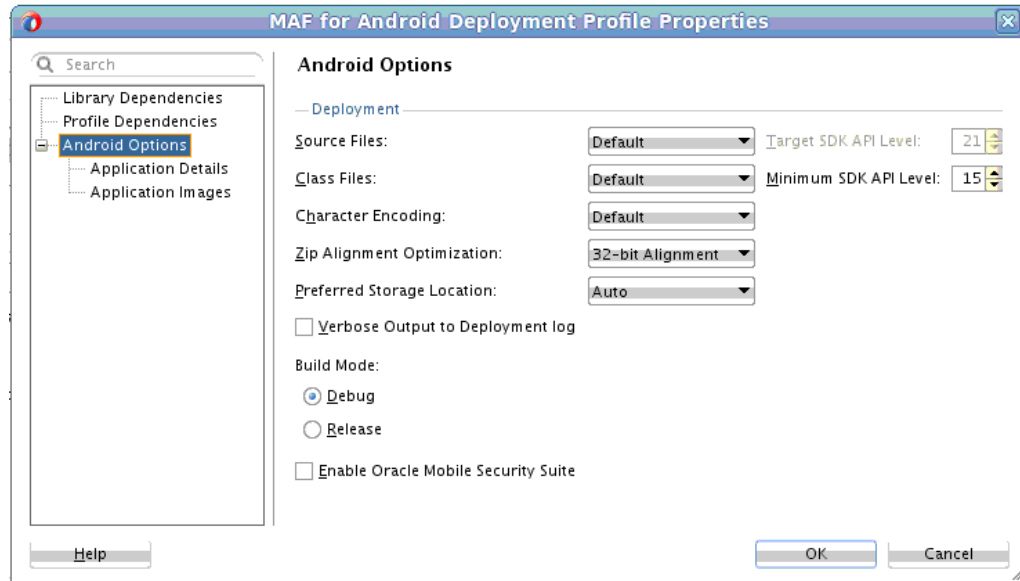 MAF for Android Deployment Profile Properties
Search
Library Dependencies
Profile Dependencies
Android Options
Application Details
Application Images
Android Options
Deployment
Source Files: Default Target SDK API Level: 21
Class Files: Default Minimum SDK API Level: 15
Character Encoding: Default
Zip Alignment Optimization: 32-bit Alignment
Preferred Storage Location: Auto
Verbose Output to Deployment log
Build Mode:
Debug
Release
Enable Oracle Mobile Security Suite
Help OK Cancel